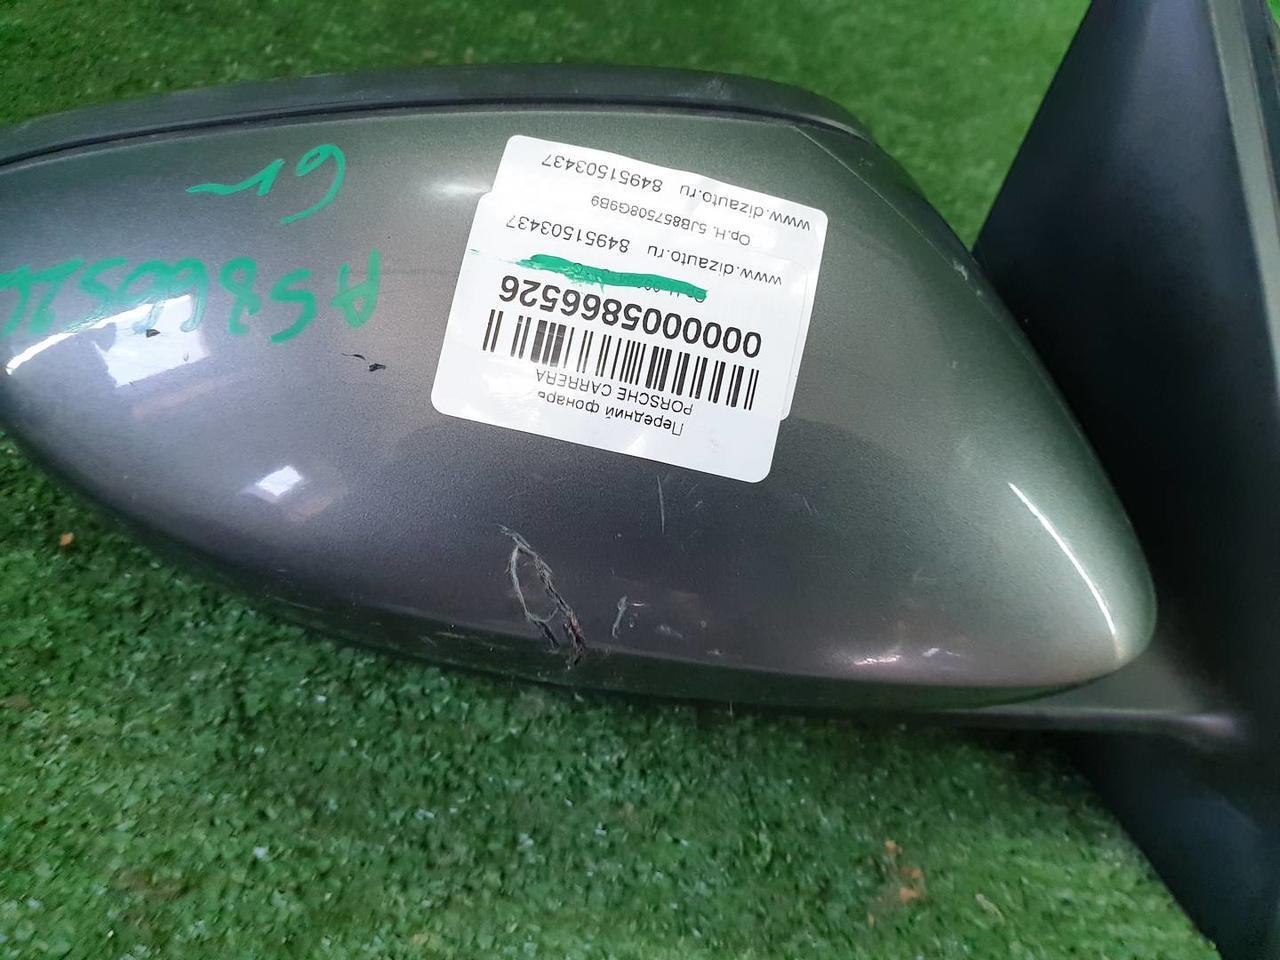 Передний фонарь
PORSCHE CARRERA
0000005866526
www.dizauto.ru 84951503437
Ор.Н. 5JB857508G9B9
www.dizauto.ru 84951503437